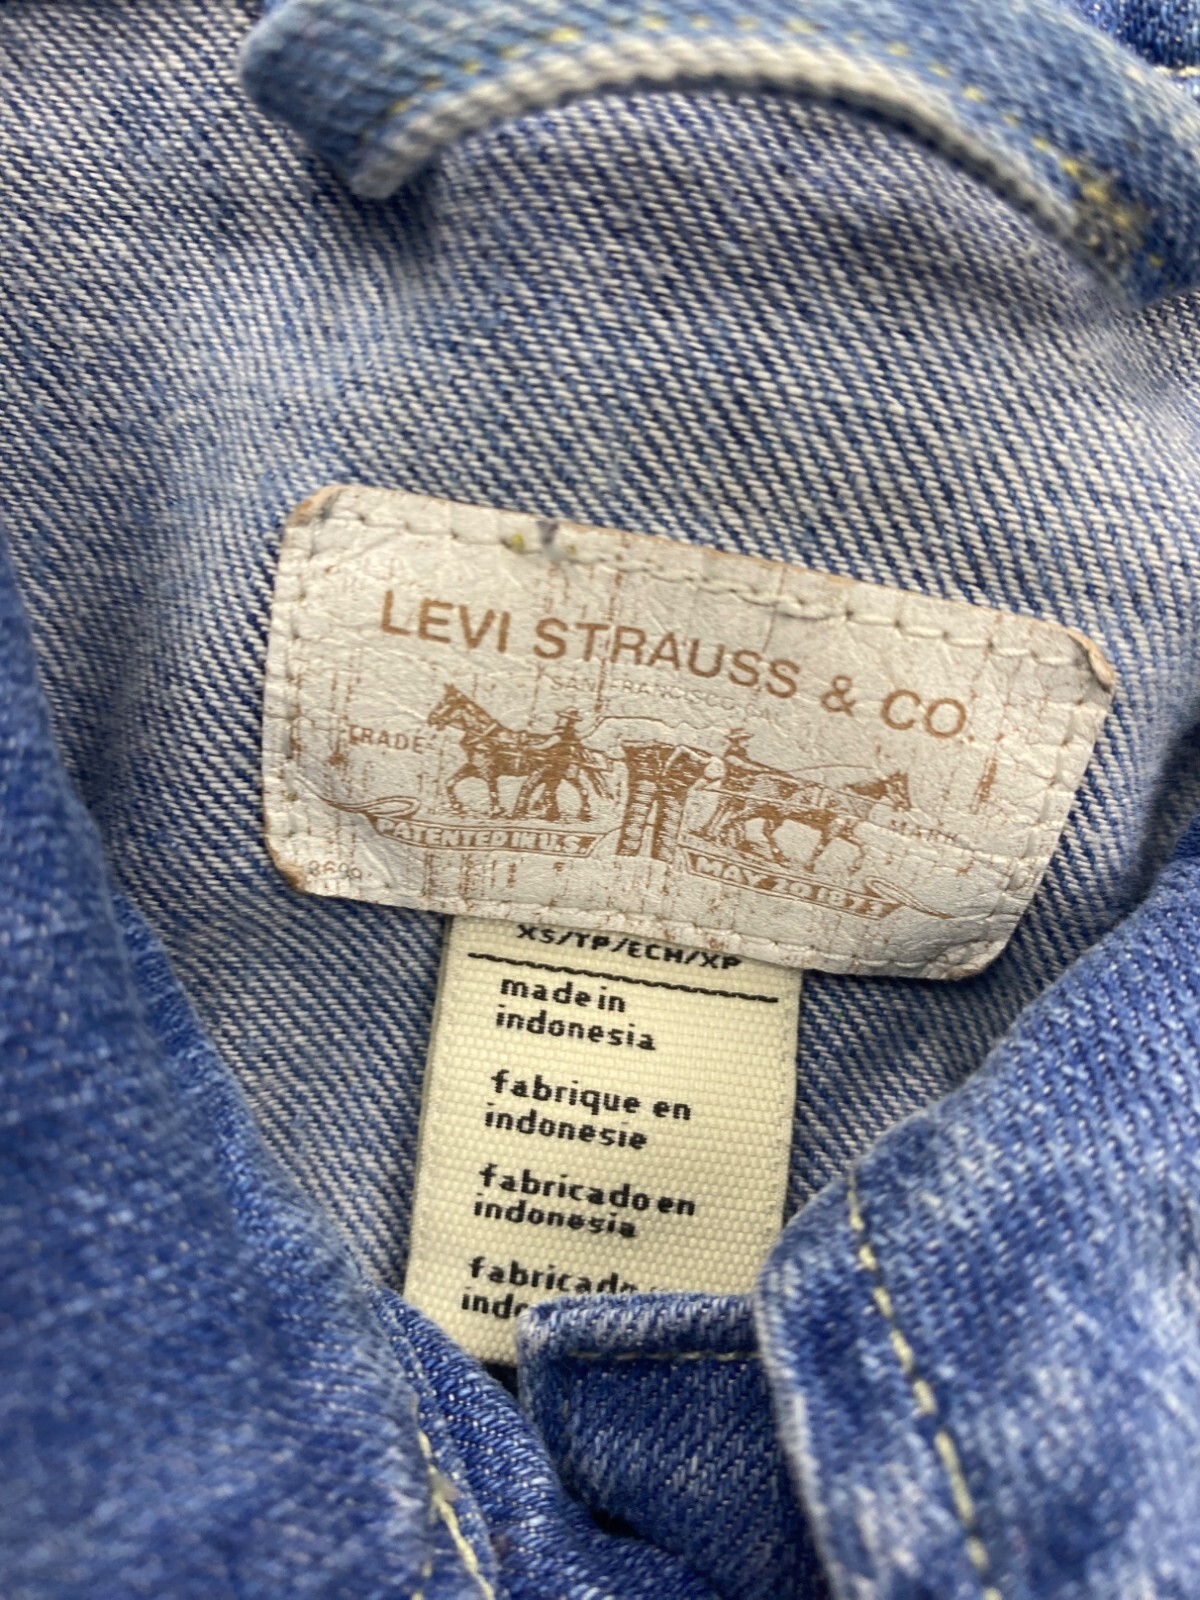 LEVI STRAUSS & CO.
SAN FRANCISCO, CAL.
TRADE MARK
PATENTED IN U.S. MAY 20 1873
XS/TP/ECH/XP
made in
indonesia
fabrique en
indonesie
fabricado en
indonesia
fabricado